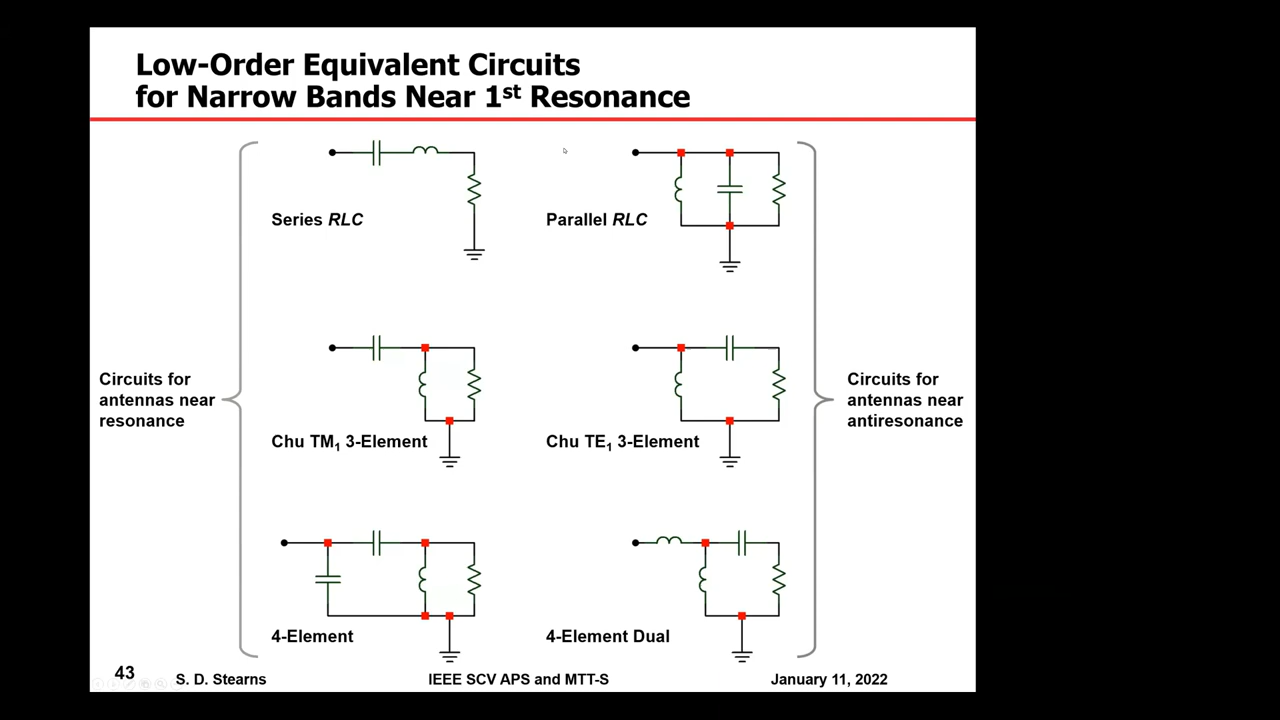 Low-Order Equivalent Circuits
for Narrow Bands Near 1st Resonance
Series RLC
Parallel RLC
Circuits for
antennas near
resonance
Circuits for
antennas near
antiresonance
Chu TM1 3-Element
Chu TE1 3-Element
4-Element
4-Element Dual
43
S. D. Stearns
IEEE SCV APS and MTT-S
January 11, 2022